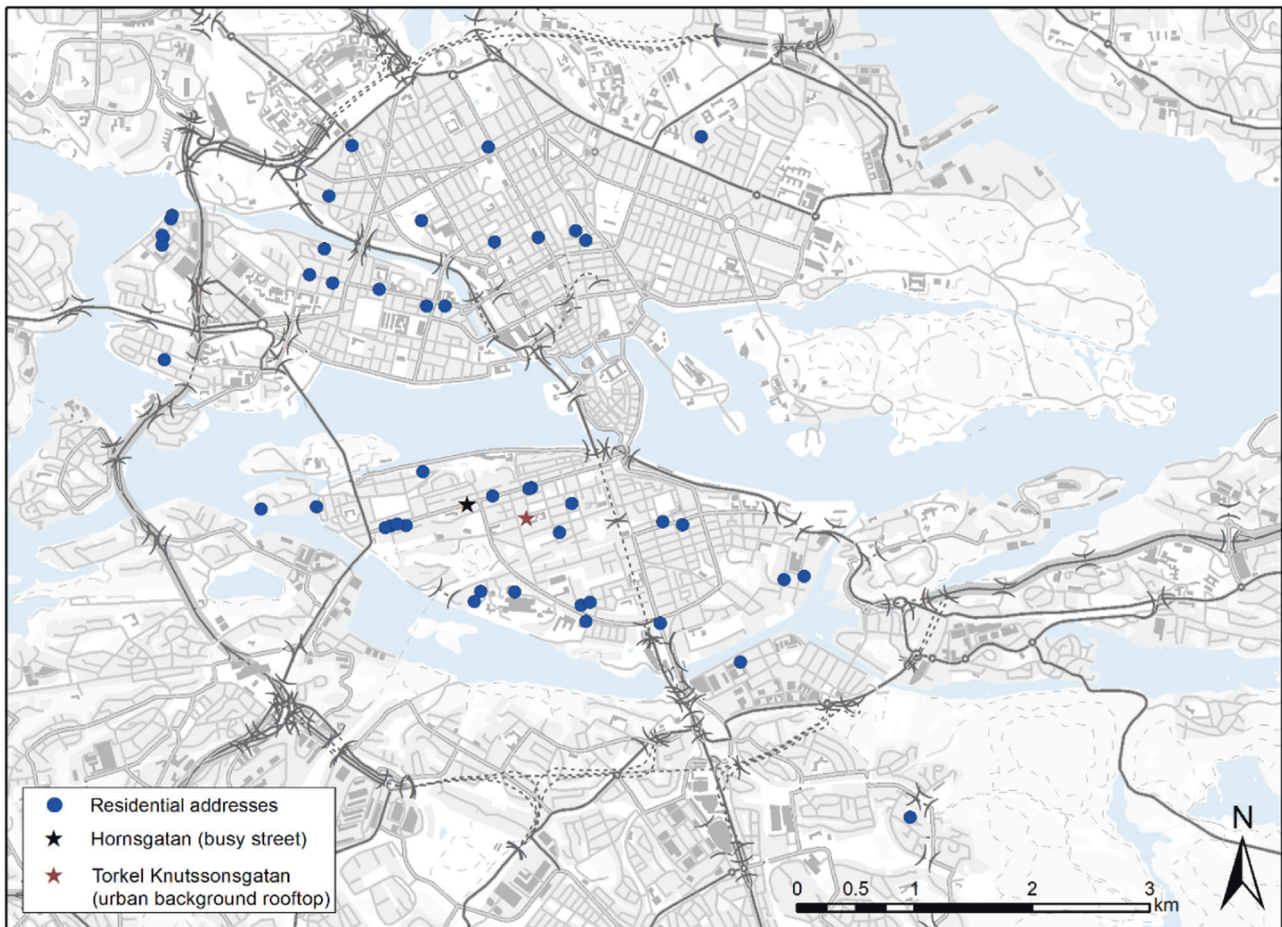 Residential addresses
Hornsgatan (busy street)
Torkel Knutssonsgatan
(urban background rooftop)
N
0 0.5 1 2 3
km